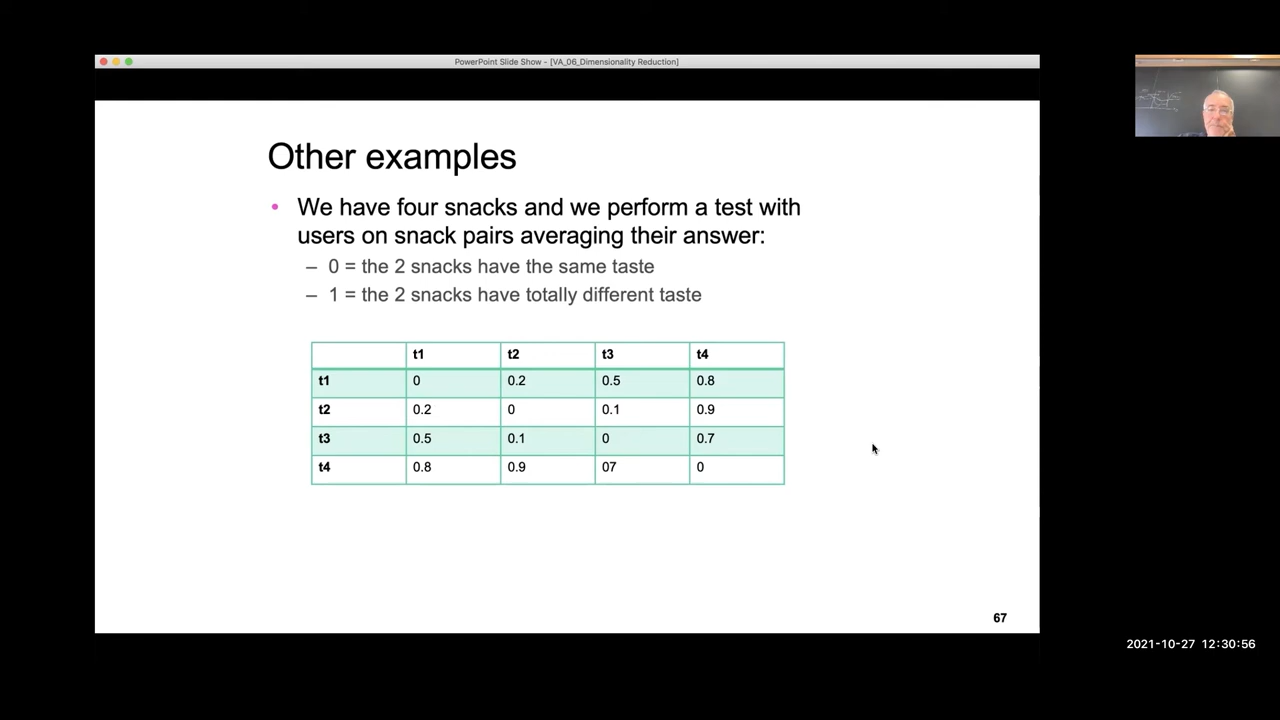 PowerPoint Slide Show - [VA_06_Dimensionality Reduction]
Other examples
• We have four snacks and we perform a test with
users on snack pairs averaging their answer:
– 0 = the 2 snacks have the same taste
– 1 = the 2 snacks have totally different taste
t1 t2 t3 t4
t1 0 0.2 0.5 0.8
t2 0.2 0 0.1 0.9
t3 0.5 0.1 0 0.7
t4 0.8 0.9 07 0
67
2021-10-27 12:30:56